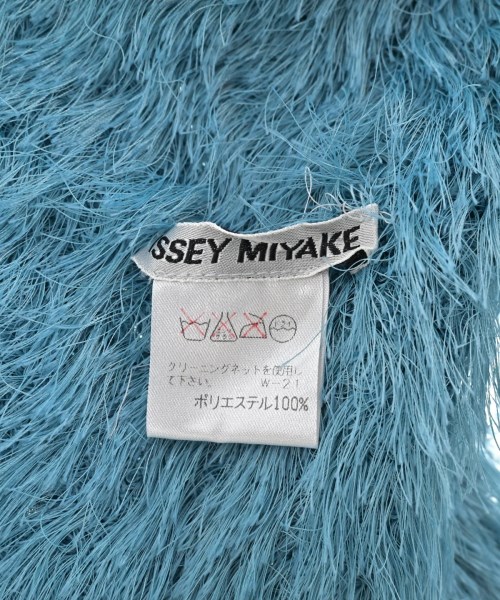 ISSEY MIYAKE
クリーニングネットを使用し
て下さい。 W-21
ポリエステル100%